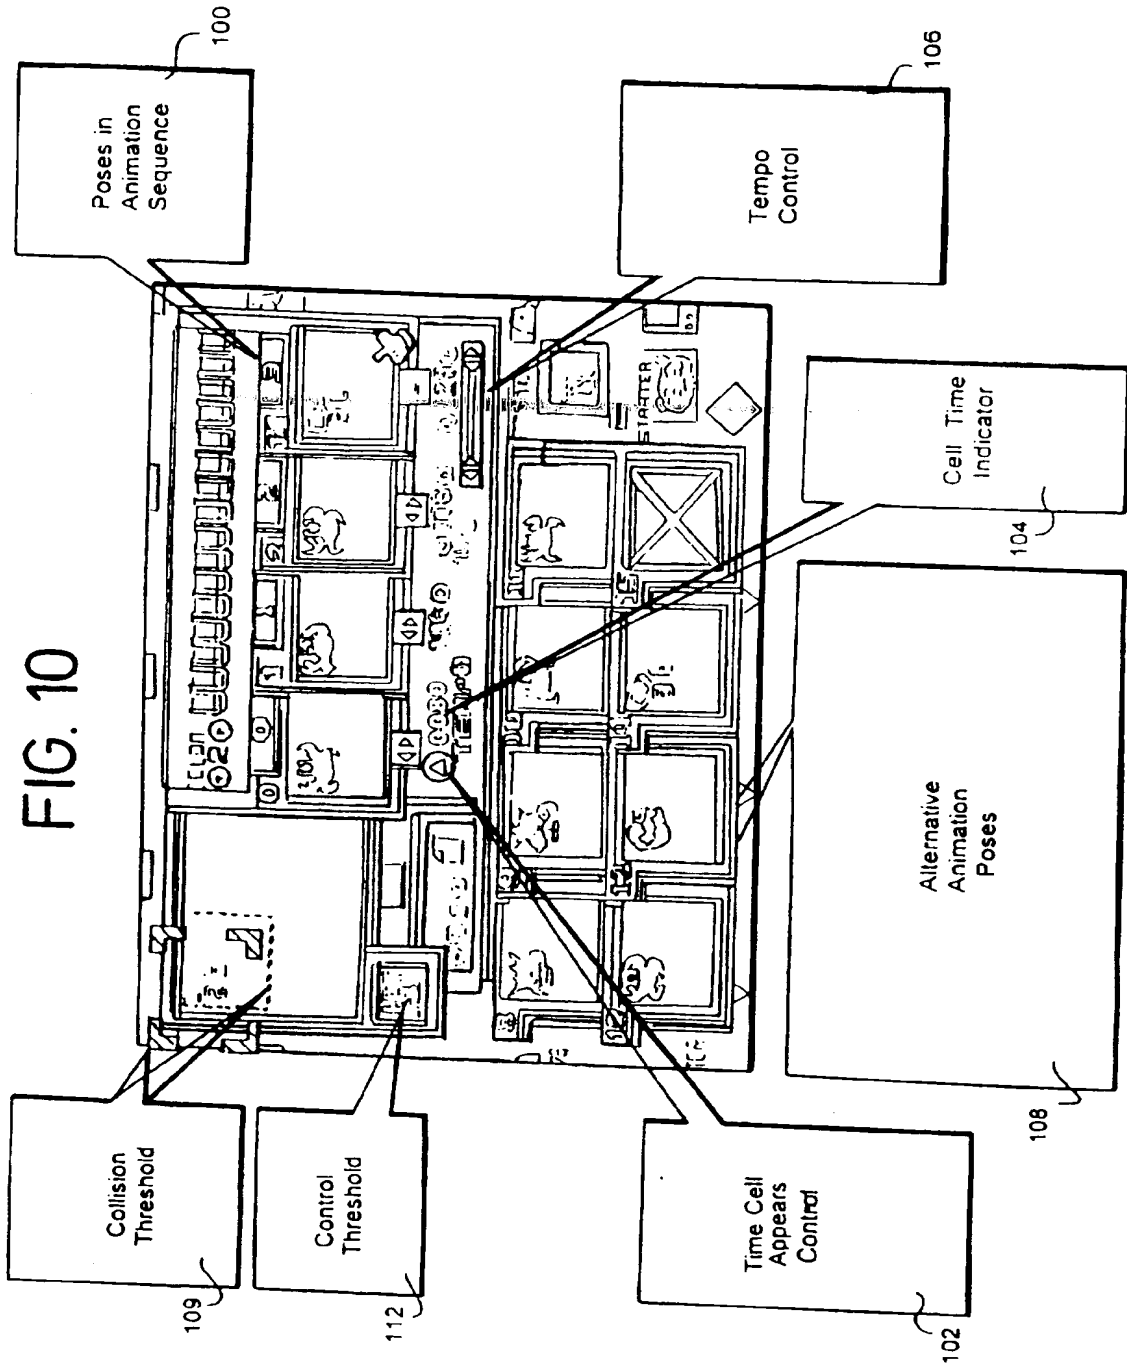 FIG. 10
Collision
Threshold
109
Control
Threshold
112
Time Cell
Appears
Control
102
Poses in
Animation
Sequence
100
Tempo
Control
106
Cell Time
Indicator
104
Alternative
Animation
Poses
108
STARTER